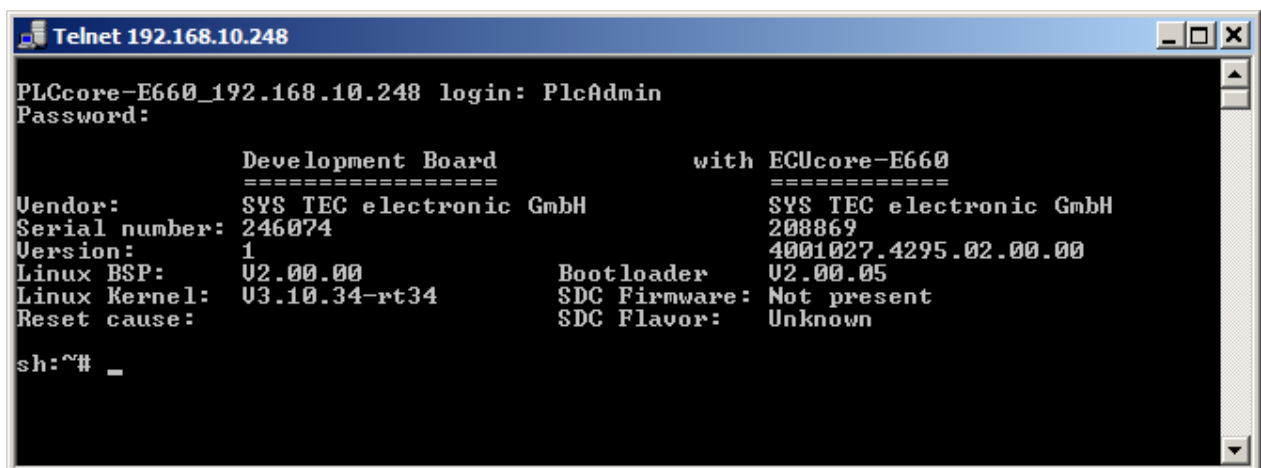 Telnet 192.168.10.248
PLCcore-E660_192.168.10.248 login: PlcAdmin
Password:
Development Board with ECUcore-E660
================= ============
Vendor: SYS TEC electronic GmbH SYS TEC electronic GmbH
Serial number: 246074 208869
Version: 1 4001027.4295.02.00.00
Linux BSP: V2.00.00 Bootloader V2.00.05
Linux Kernel: V3.10.34-rt34 SDC Firmware: Not present
Reset cause: SDC Flavor: Unknown
sh:~# _